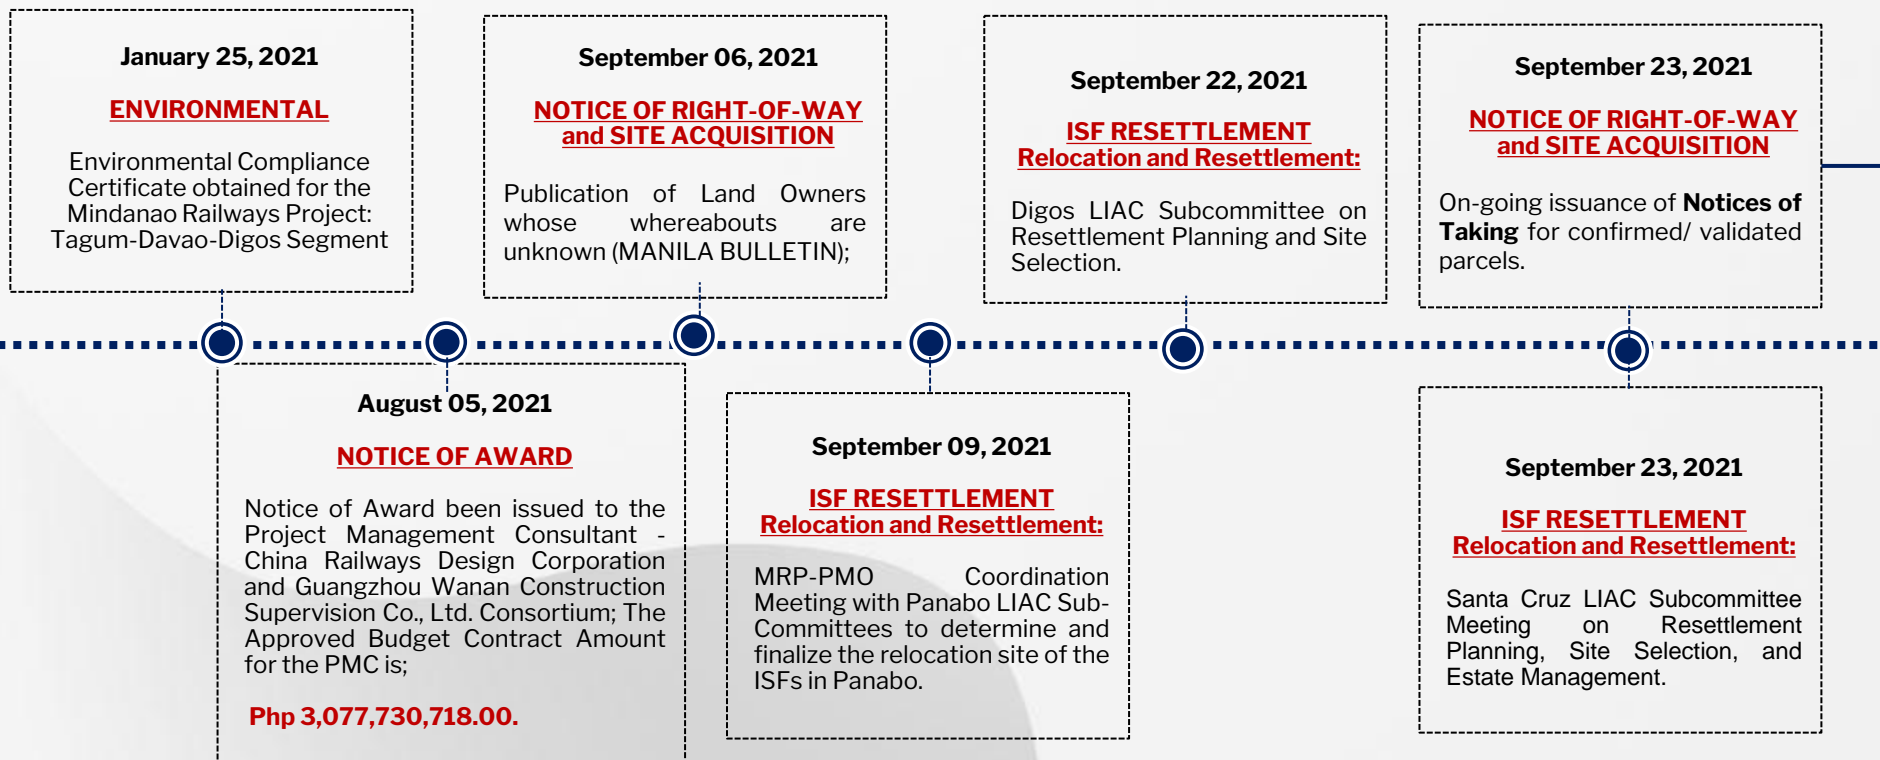 January 25, 2021
ENVIRONMENTAL
Environmental Compliance
Certificate obtained for the
Mindanao Railways Project:
Tagum-Davao-Digos Segment
August 05, 2021
NOTICE OF AWARD
Notice of Award been issued to the
Project Management Consultant -
China Railways Design Corporation
and Guangzhou Wanan Construction
Supervision Co., Ltd. Consortium; The
Approved Budget Contract Amount
for the PMC is;
Php 3,077,730,718.00.
September 06, 2021
NOTICE OF RIGHT-OF-WAY
and SITE ACQUISITION
Publication of Land Owners
whose whereabouts are
unknown (MANILA BULLETIN);
September 09, 2021
ISF RESETTLEMENT
Relocation and Resettlement:
MRP-PMO Coordination
Meeting with Panabo LIAC Sub-
Committees to determine and
finalize the relocation site of the
ISFs in Panabo.
September 22, 2021
ISF RESETTLEMENT
Relocation and Resettlement:
Digos LIAC Subcommittee on
Resettlement Planning and Site
Selection.
September 23, 2021
NOTICE OF RIGHT-OF-WAY
and SITE ACQUISITION
On-going issuance of Notices of
Taking for confirmed/ validated
parcels.
September 23, 2021
ISF RESETTLEMENT
Relocation and Resettlement:
Santa Cruz LIAC Subcommittee
Meeting on Resettlement
Planning, Site Selection, and
Estate Management.